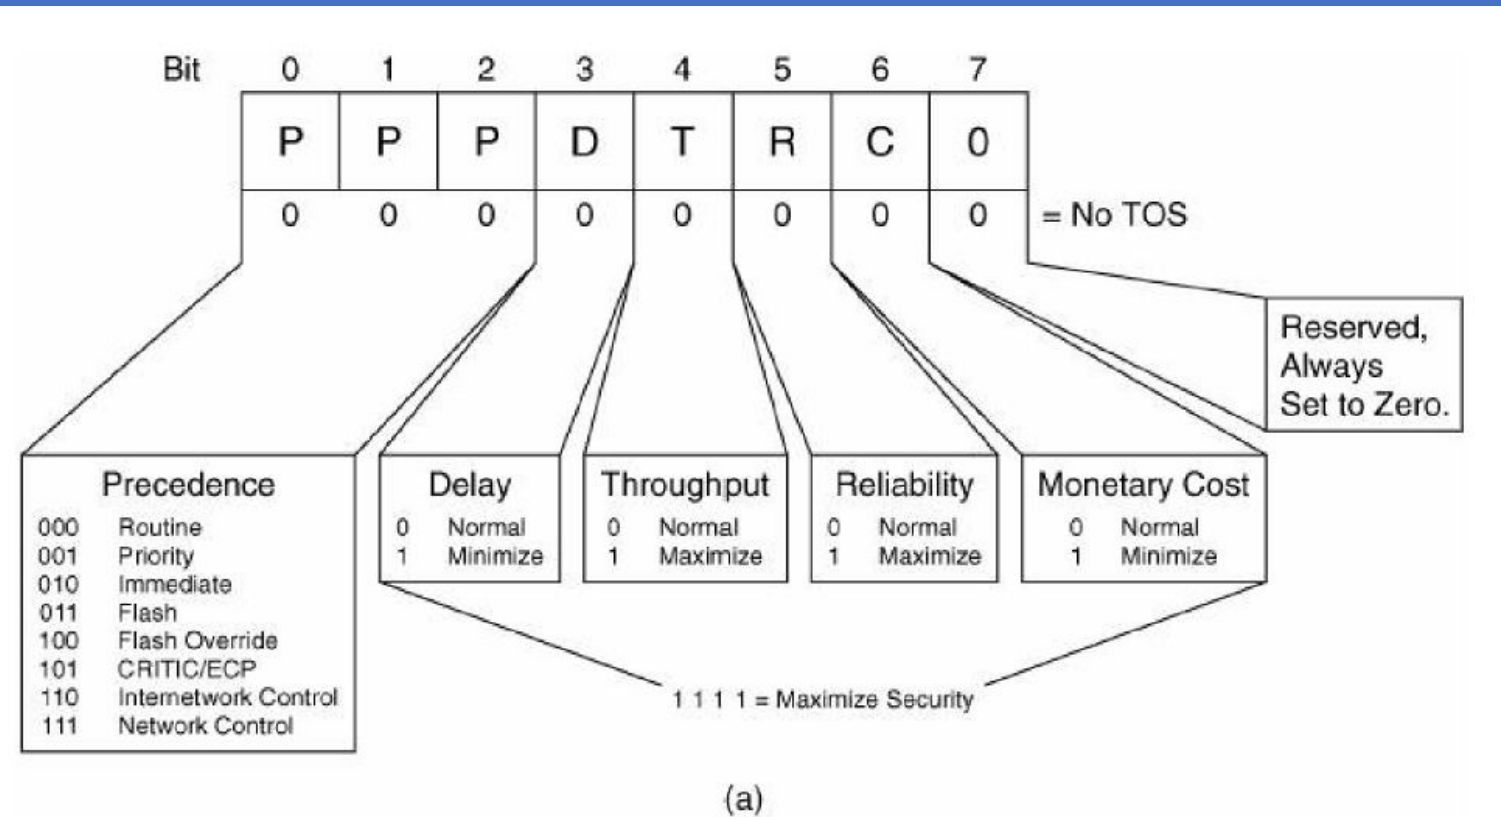 Bit 0 1 2 3 4 5 6 7
P P P D T R C 0
0 0 0 0 0 0 0 0 = No TOS
Reserved,
Always
Set to Zero.
Precedence
000 Routine
001 Priority
010 Immediate
011 Flash
100 Flash Override
101 CRITIC/ECP
110 Internetwork Control
111 Network Control
Delay
0 Normal
1 Minimize
Throughput
0 Normal
1 Maximize
Reliability
0 Normal
1 Maximize
Monetary Cost
0 Normal
1 Minimize
1 1 1 1 = Maximize Security
(a)